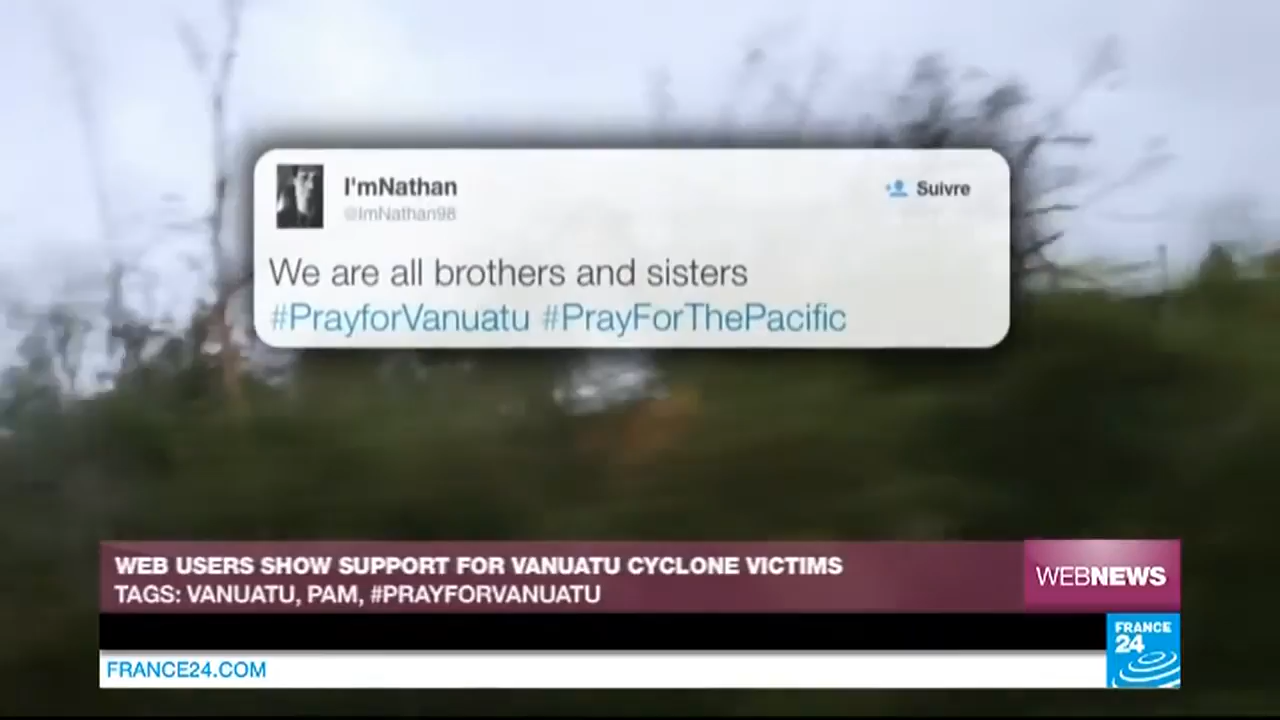 I'mNathan
@ImNathan98
Suivre
We are all brothers and sisters
#PrayforVanuatu #PrayForThePacific
WEB USERS SHOW SUPPORT FOR VANUATU CYCLONE VICTIMS
TAGS: VANUATU, PAM, #PRAYFORVANUATU
WEBNEWS
FRANCE
24
FRANCE24.COM